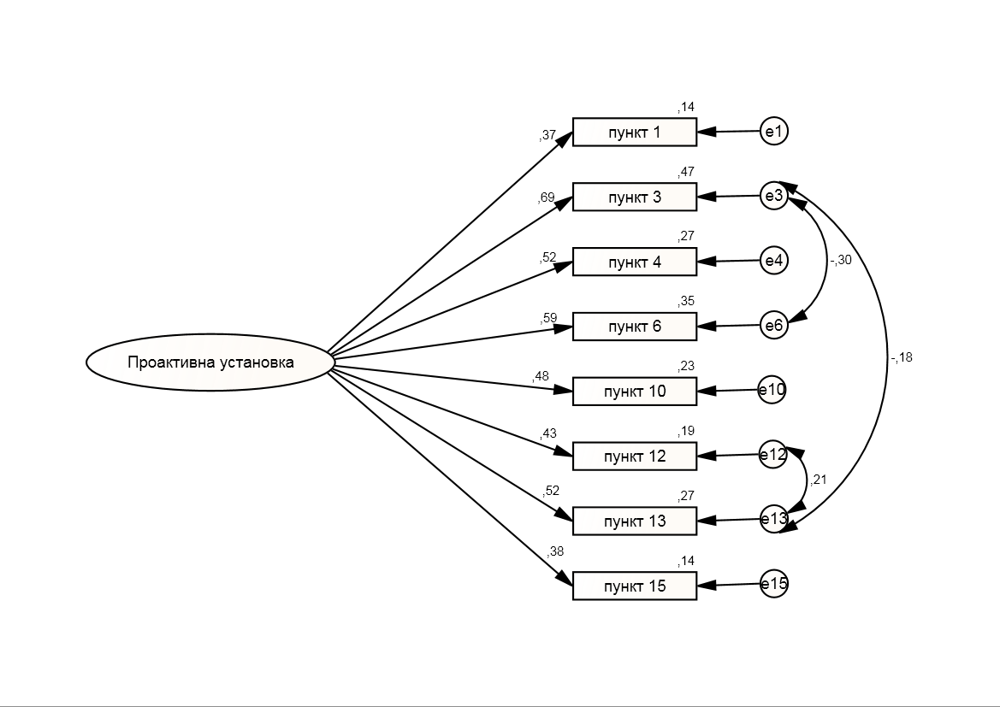 ,14
,37
пункт 1
e1
,47
,69
пункт 3
e3
,27
,52
пункт 4
e4
-,30
,35
,59
пункт 6
e6
Проактивна установка
-,18
,23
,48
пункт 10
e10
,19
,43
пункт 12
e12
,21
,27
,52
пункт 13
e13
,14
,38
пункт 15
e15